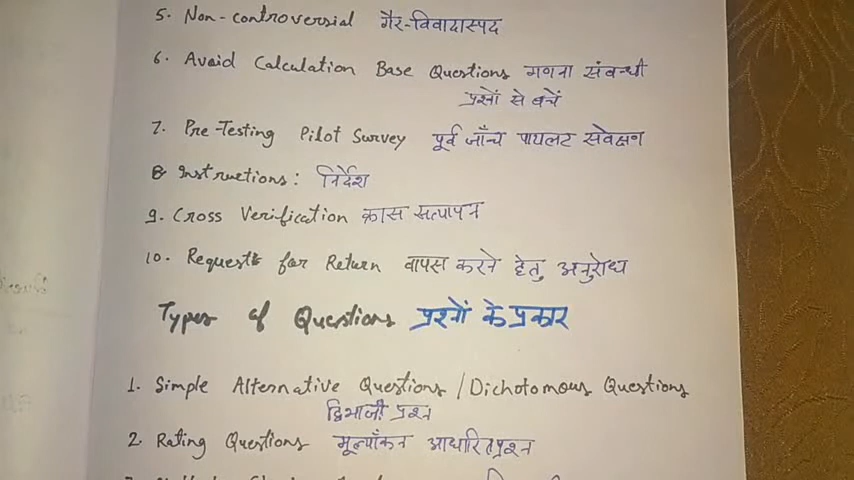 5. Non-controversial गैर-विवादास्पद
6. Avoid Calculation Base Questions गणना संबन्धी
प्रश्नों से बचें
7. Pre-Testing Pilot Survey पूर्व जाँच पायलट सर्वेक्षण
8 Instructions: निर्देश
9. Cross Verification क्रास सत्यापन
10. Request for Return वापस करने हेतु अनुरोध
Types of Questions प्रश्नों के प्रकार
1. Simple Alternative Questions / Dichotomous Questions
द्विभाजी प्रश्न
2. Rating Questions मूल्याँकन आधारित प्रश्न